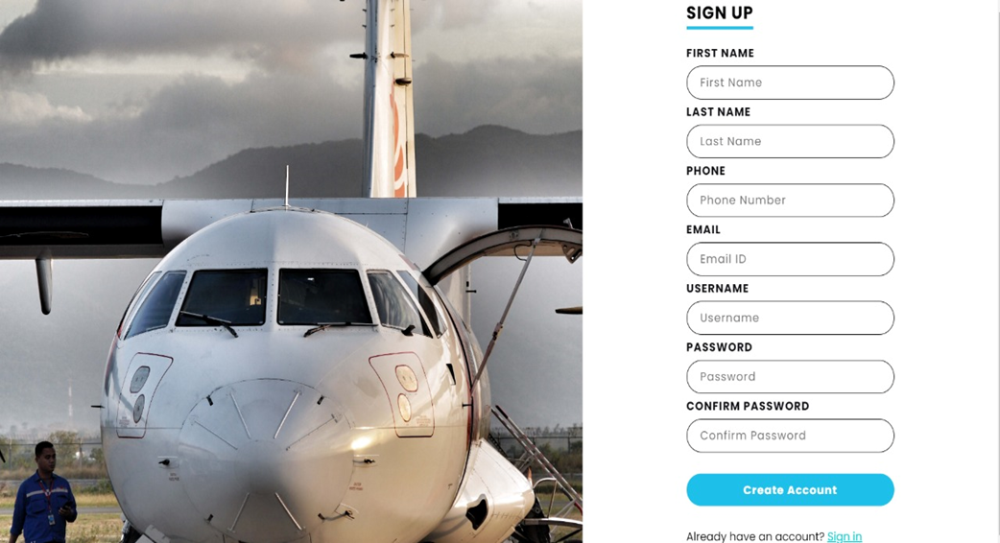 SIGN UP
FIRST NAME
First Name
LAST NAME
Last Name
PHONE
Phone Number
EMAIL
Email ID
USERNAME
Username
PASSWORD
Password
CONFIRM PASSWORD
Confirm Password
Create Account
Already have an account? Sign in